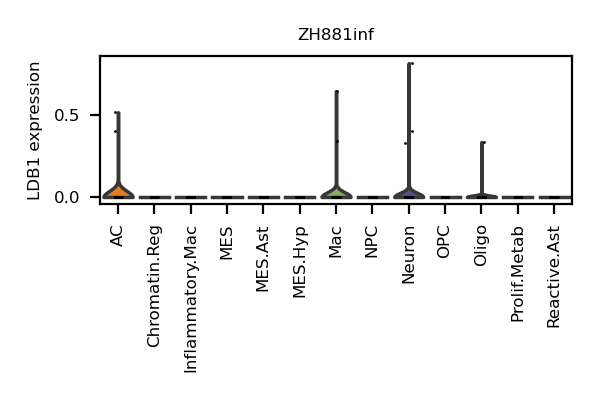 ZH881inf
LDB1 expression
0.5
0.0
AC
Chromatin.Reg
Inflammatory.Mac
MES
MES.Ast
MES.Hyp
Mac
NPC
Neuron
OPC
Oligo
Prolif.Metab
Reactive.Ast